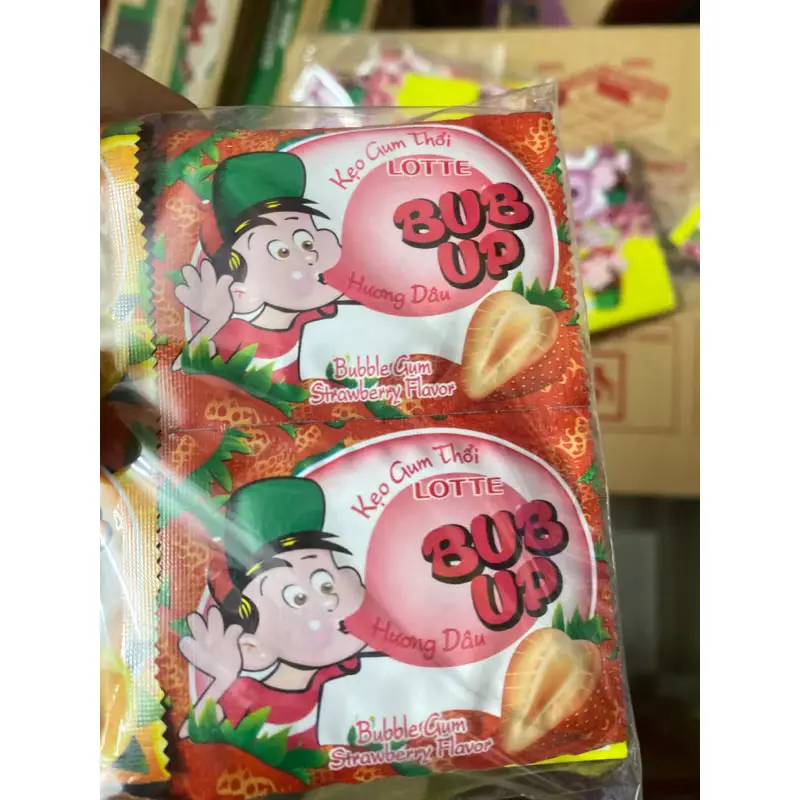 Kẹo Gum Thổi
LOTTE
BUB
UP
Hương Dâu
Bubble Gum
Strawberry Flavor
Kẹo Gum Thổi
LOTTE
BUB
UP
Hương Dâu
Bubble Gum
Strawberry Flavor